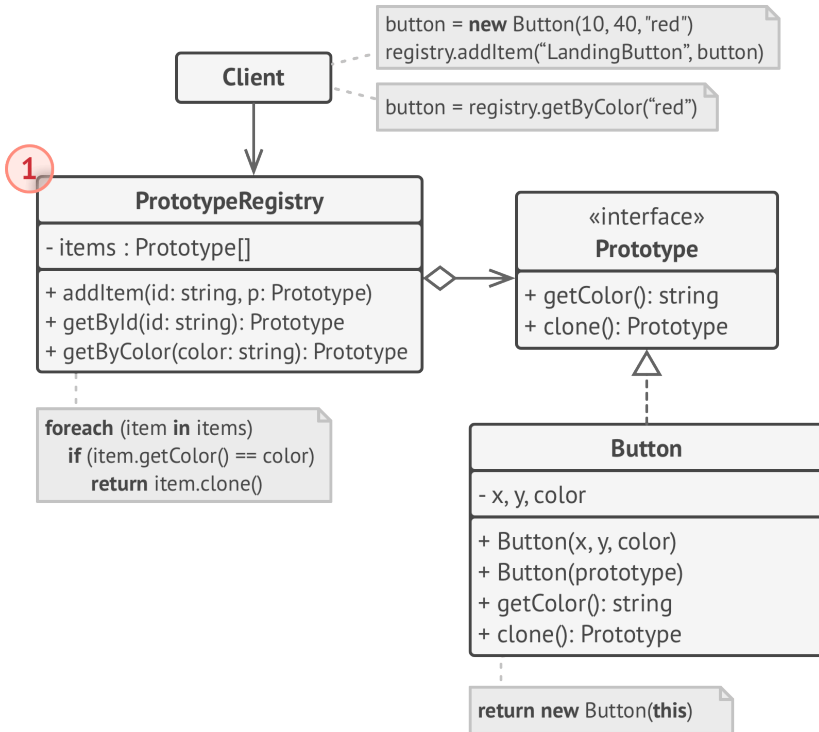 button = new Button(10, 40, "red")
registry.addItem(“LandingButton”, button)
Client
button = registry.getByColor(“red”)
1
PrototypeRegistry
- items : Prototype[]
+ addItem(id: string, p: Prototype)
+ getById(id: string): Prototype
+ getByColor(color: string): Prototype
«interface»
Prototype
+ getColor(): string
+ clone(): Prototype
foreach (item in items)
if (item.getColor() == color)
return item.clone()
Button
- x, y, color
+ Button(x, y, color)
+ Button(prototype)
+ getColor(): string
+ clone(): Prototype
return new Button(this)